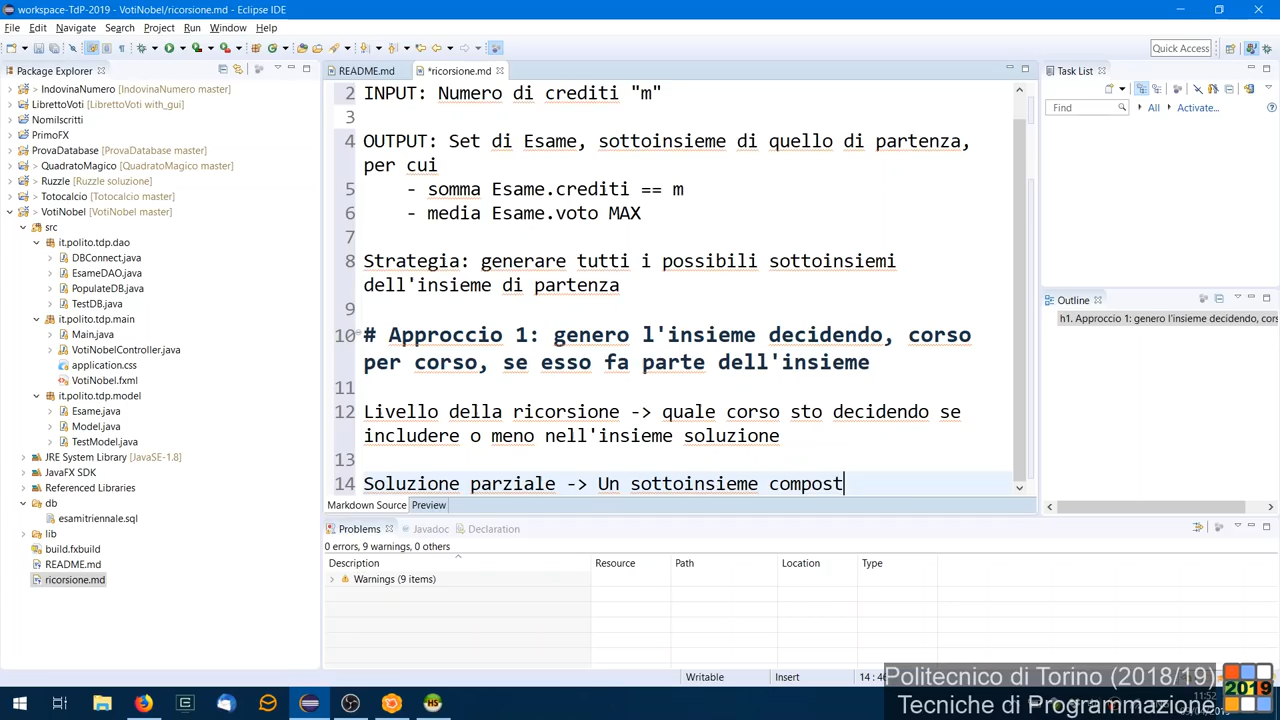 workspace-TdP-2019 - VotiNobel/ricorsione.md - Eclipse IDE
File Edit Navigate Search Project Run Window Help
Quick Access
Package Explorer
README.md
*ricorsione.md
Task List
> IndovinaNumero [IndovinaNumero master]
LibrettoVoti [LibrettoVoti with_gui]
NomiIscritti
PrimoFX
ProvaDatabase [ProvaDatabase master]
> QuadratoMagico [QuadratoMagico master]
> Ruzzle [Ruzzle soluzione]
> Totocalcio [Totocalcio master]
> VotiNobel [VotiNobel master]
src
it.polito.tdp.dao
DBConnect.java
EsameDAO.java
PopulateDB.java
TestDB.java
it.polito.tdp.main
Main.java
VotiNobelController.java
application.css
VotiNobel.fxml
it.polito.tdp.model
Esame.java
Model.java
TestModel.java
JRE System Library [JavaSE-1.8]
JavaFX SDK
Referenced Libraries
db
esamitriennale.sql
lib
build.fxbuild
README.md
ricorsione.md
2 INPUT: Numero di crediti "m"
3
4 OUTPUT: Set di Esame, sottoinsieme di quello di partenza,
per cui
5 - somma Esame.crediti == m
6 - media Esame.voto MAX
7
8 Strategia: generare tutti i possibili sottoinsiemi
dell'insieme di partenza
9
10 # Approccio 1: genero l'insieme decidendo, corso
per corso, se esso fa parte dell'insieme
11
12 Livello della ricorsione -> quale corso sto decidendo se
includere o meno nell'insieme soluzione
13
14 Soluzione parziale -> Un sottoinsieme compost
Markdown Source Preview
Find All Activate...
Outline
h1. Approccio 1: genero l'insieme decidendo, cors
Problems Javadoc Declaration
0 errors, 9 warnings, 0 others
Description Resource Path Location Type
Warnings (9 items)
Writable Insert 14 : 46
Politecnico di Torino (2018/19)
Tecniche di Programmazione
2019
11:52